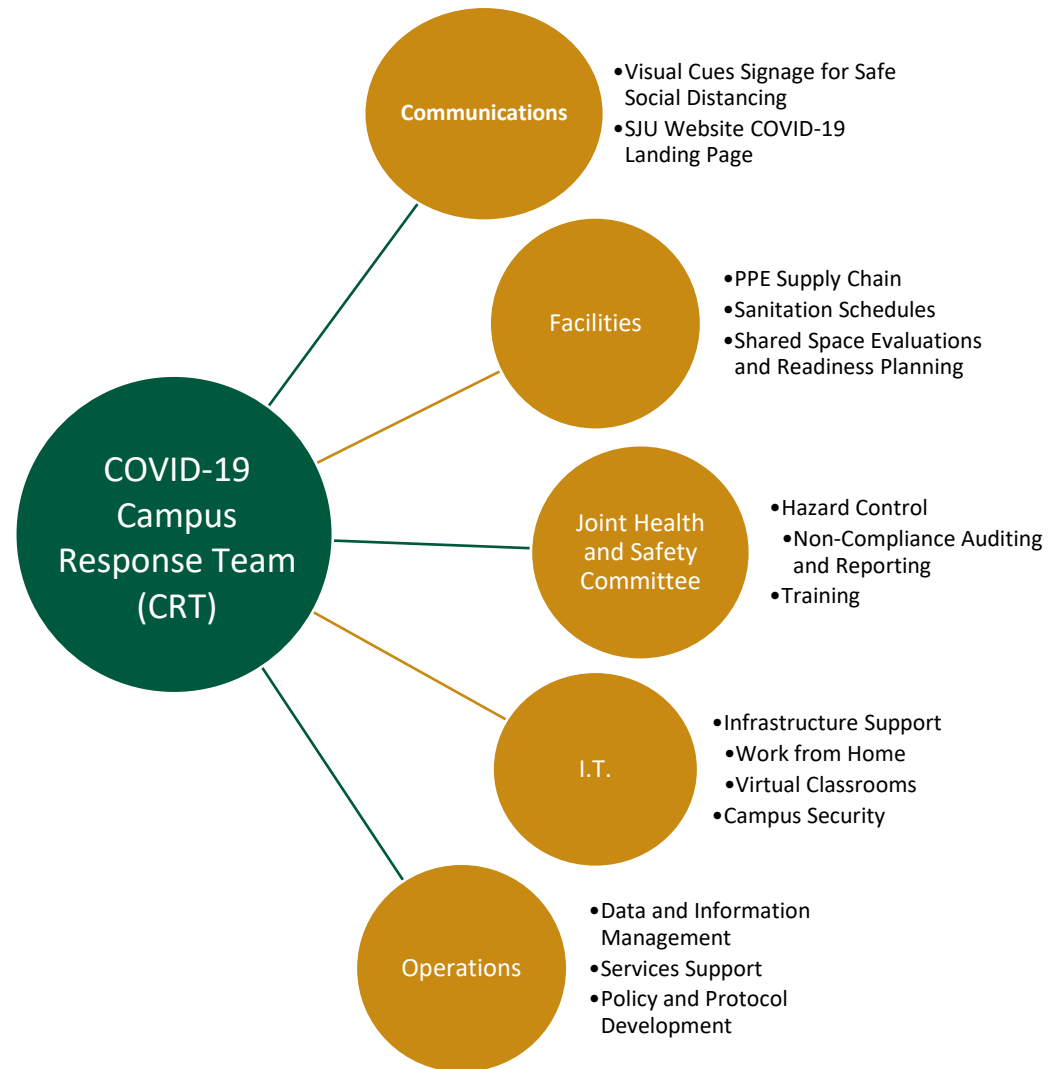 Communications
•Visual Cues Signage for Safe
Social Distancing
•SJU Website COVID-19
Landing Page
Facilities
•PPE Supply Chain
•Sanitation Schedules
•Shared Space Evaluations
and Readiness Planning
COVID-19
Campus
Response Team
(CRT)
Joint Health
and Safety
Committee
•Hazard Control
•Non-Compliance Auditing
and Reporting
•Training
I.T.
•Infrastructure Support
•Work from Home
•Virtual Classrooms
•Campus Security
Operations
•Data and Information
Management
•Services Support
•Policy and Protocol
Development